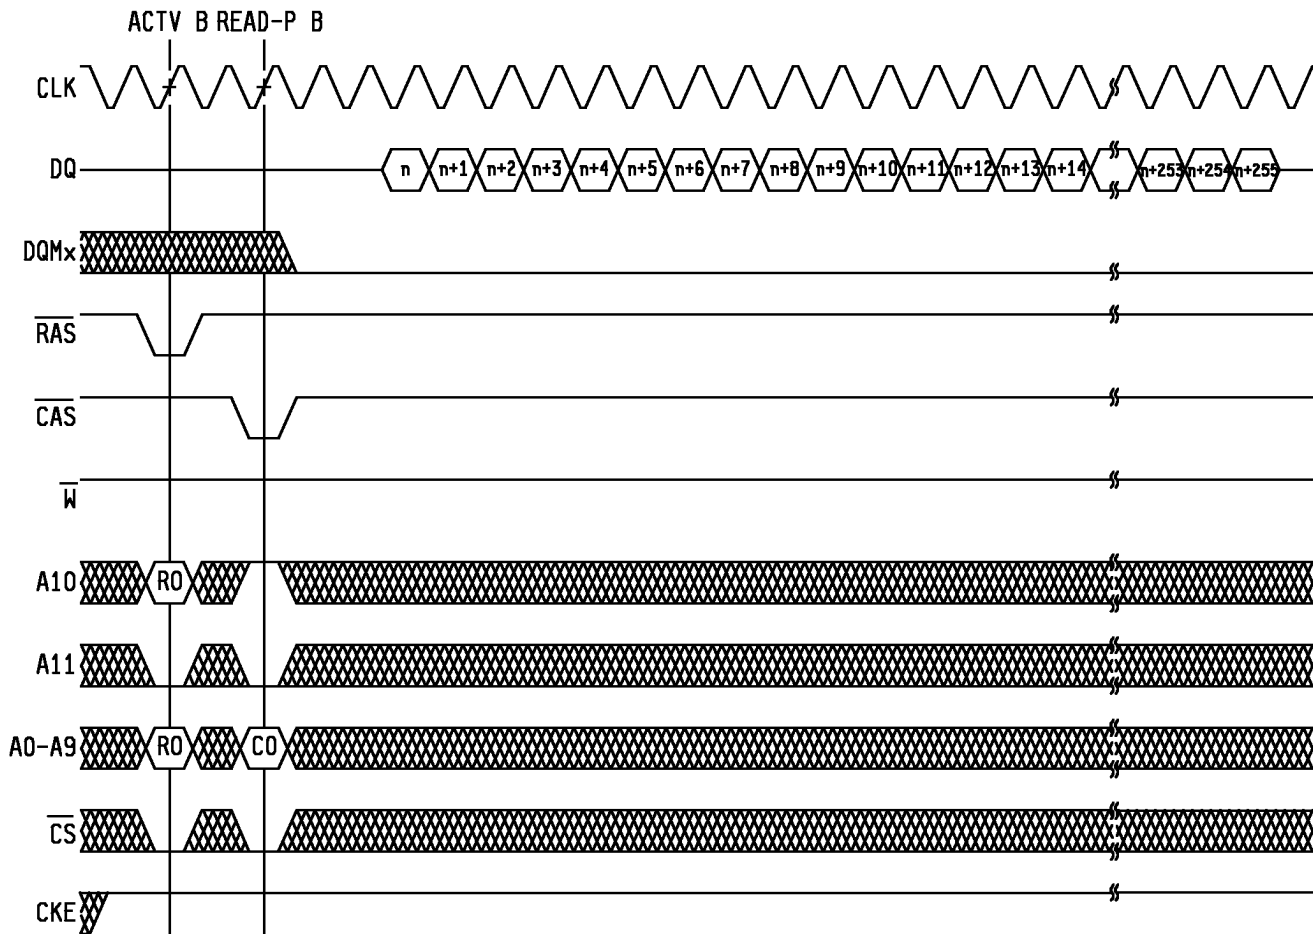 ACTV B READ-P B
CLK
DQ n n+1 n+2 n+3 n+4 n+5 n+6 n+7 n+8 n+9 n+10 n+11 n+12 n+13 n+14 n+253 n+254 n+255
DQMx
RAS
CAS
W
A10 R0
A11
A0-A9 R0 C0
CS
CKE